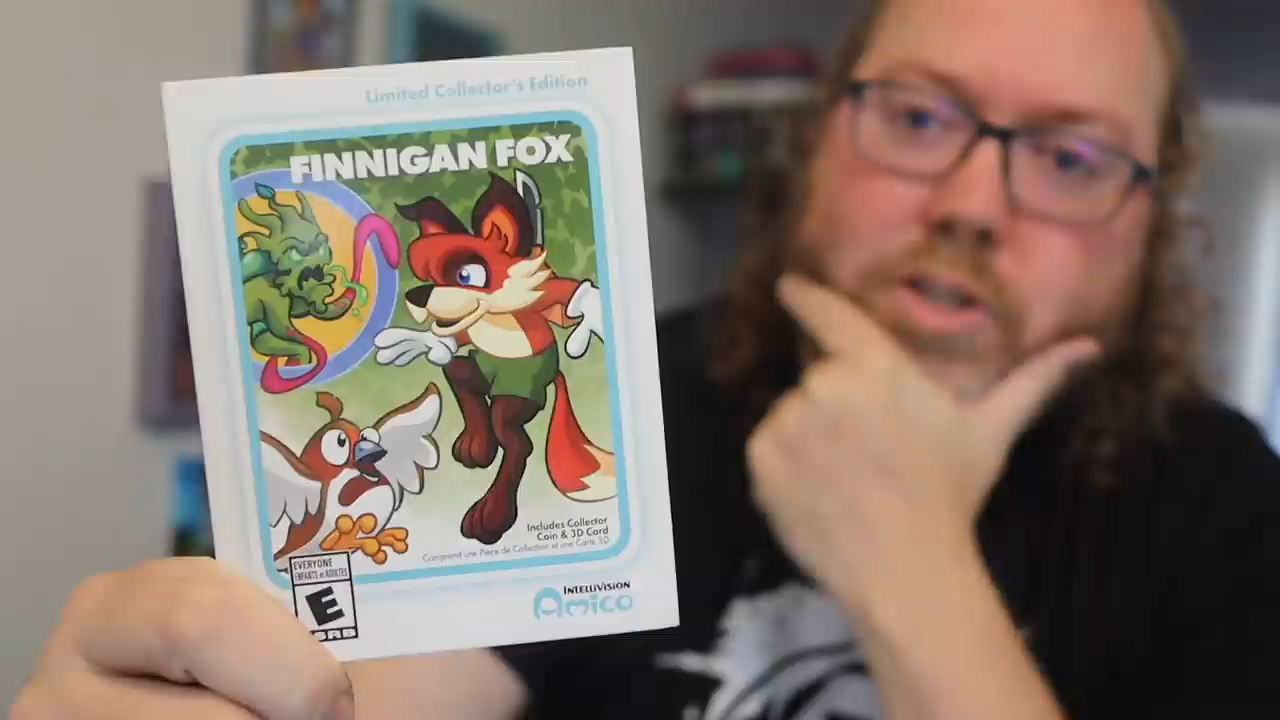 Limited Collector's Edition
FINNIGAN FOX
Includes Collector
Coin & 3D Card
Comprend une Pièce de Collection et une Carte 3D
EVERYONE
ENFANTS et ADULTES
E
ESRB
INTELLIVISION
Amico